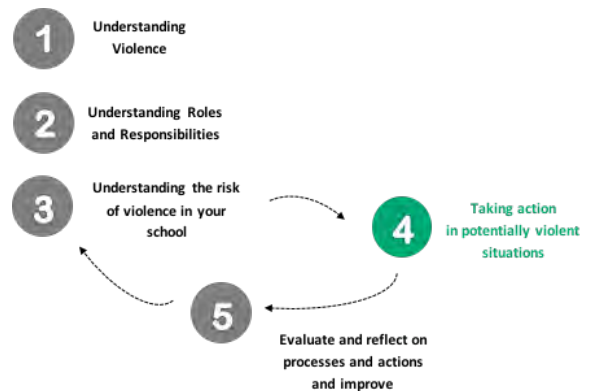 1
Understanding
Violence
2
Understanding Roles
and Responsibilities
3
Understanding the risk
of violence in your
school
4
Taking action
in potentially violent
situations
5
Evaluate and reflect on
processes and actions
and improve